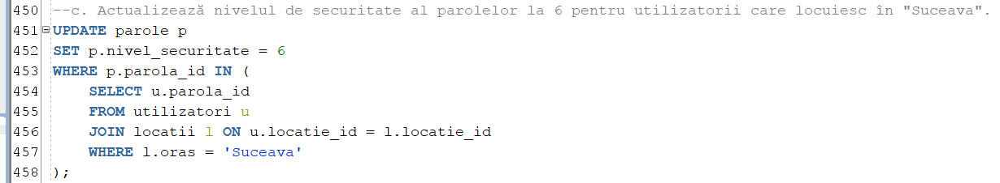 450 --c. Actualizează nivelul de securitate al parolelor la 6 pentru utilizatorii care locuiesc în "Suceava".
451 UPDATE parole p
452 SET p.nivel_securitate = 6
453 WHERE p.parola_id IN (
454 SELECT u.parola_id
455 FROM utilizatori u
456 JOIN locatii l ON u.locatie_id = l.locatie_id
457 WHERE l.oras = 'Suceava'
458 );